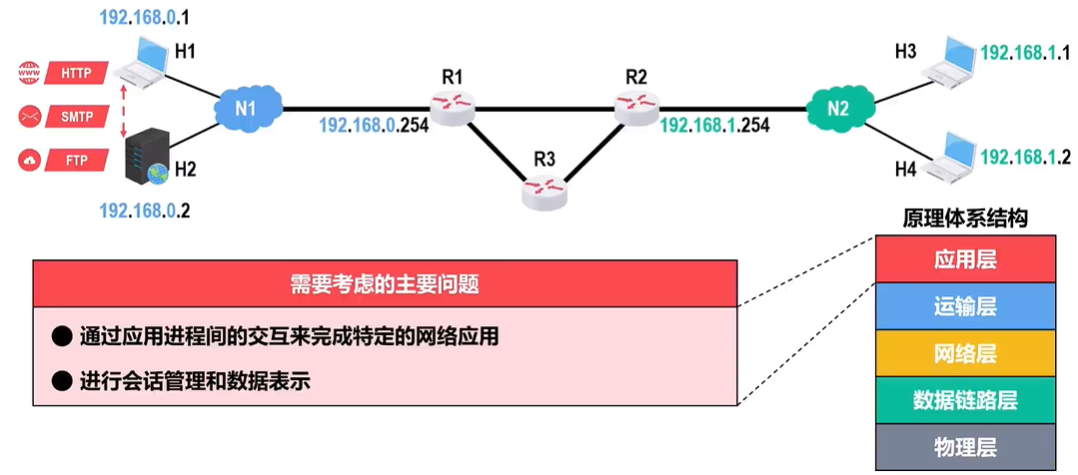 192.168.0.1
H1
WWW
HTTP
SMTP
FTP
H2
192.168.0.2
N1
192.168.0.254
R1
R2
R3
192.168.1.254
N2
H3
192.168.1.1
H4
192.168.1.2
原理体系结构
应用层
运输层
网络层
数据链路层
物理层
需要考虑的主要问题
● 通过应用进程间的交互来完成特定的网络应用
● 进行会话管理和数据表示